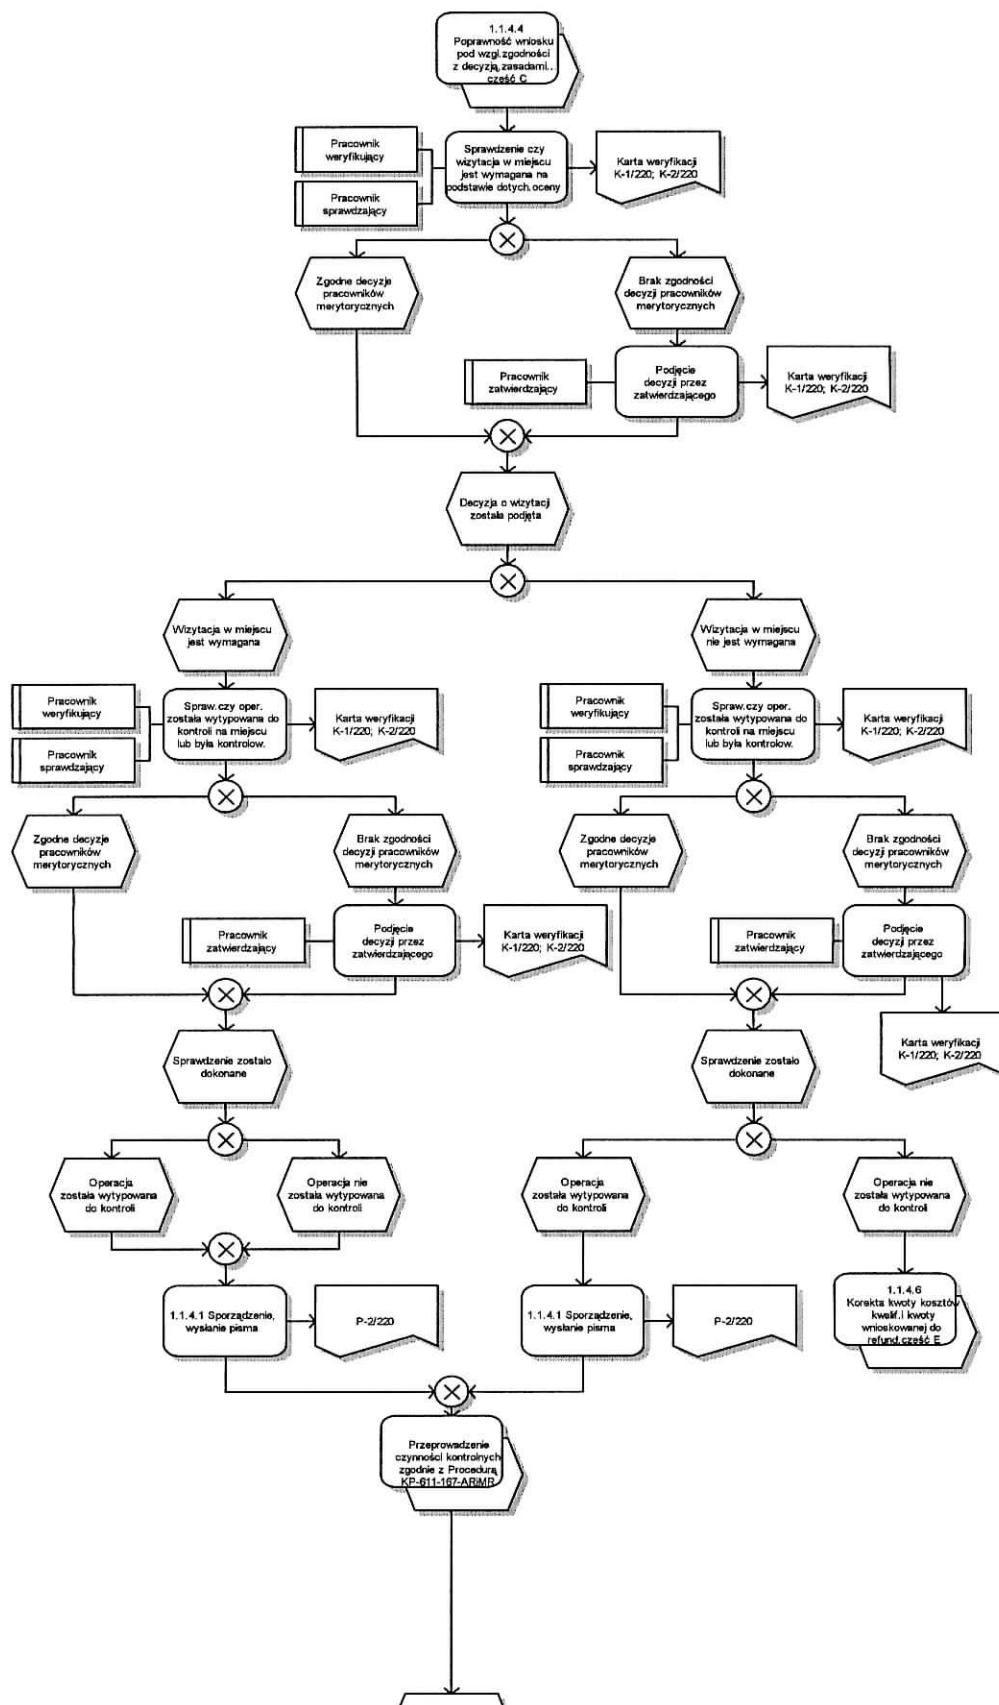 1.1.4.4
Poprawność wniosku
pod wzgl.zgodności
z decyzją,zasadami...
cześć C
Pracownik
weryfikujący
Pracownik
sprawdzający
Sprawdzenie czy
wizytacja w miejscu
jest wymagana na
podstawie dotych.oceny
Karta weryfikacji
K-1/220; K-2/220
Zgodne decyzje
pracowników
merytorycznych
Brak zgodności
decyzji pracowników
merytorycznych
Pracownik
zatwierdzający
Podjęcie
decyzji przez
zatwierdzającego
Karta weryfikacji
K-1/220; K-2/220
Decyzja o wizytacji
została podjęta
Wizytacja w miejscu
jest wymagana
Wizytacja w miejscu
nie jest wymagana
Pracownik
weryfikujący
Pracownik
sprawdzający
Spraw.czy oper.
została wytypowana do
kontroli na miejscu
lub była kontrolow.
Karta weryfikacji
K-1/220; K-2/220
Pracownik
weryfikujący
Pracownik
sprawdzający
Spraw.czy oper.
została wytypowana do
kontroli na miejscu
lub była kontrolow.
Karta weryfikacji
K-1/220; K-2/220
Zgodne decyzje
pracowników
merytorycznych
Brak zgodności
decyzji pracowników
merytorycznych
Zgodne decyzje
pracowników
merytorycznych
Brak zgodności
decyzji pracowników
merytorycznych
Pracownik
zatwierdzający
Podjęcie
decyzji przez
zatwierdzającego
Karta weryfikacji
K-1/220; K-2/220
Pracownik
zatwierdzający
Podjęcie
decyzji przez
zatwierdzającego
Karta weryfikacji
K-1/220; K-2/220
Sprawdzenie zostało
dokonane
Sprawdzenie zostało
dokonane
Operacja
została wytypowana
do kontroli
Operacja nie
została wytypowana
do kontroli
Operacja
została wytypowana
do kontroli
Operacja nie
została wytypowana
do kontroli
1.1.4.1 Sporządzenie,
wysłanie pisma
P-2/220
1.1.4.1 Sporządzenie,
wysłanie pisma
P-2/220
1.1.4.6
Korekta kwoty kosztów
kwalif.i kwoty
wnioskowanej do
refund.cześć E
Przeprowadzenie
czynności kontrolnych
zgodnie z Procedurą
KP-611-167-ARiMR